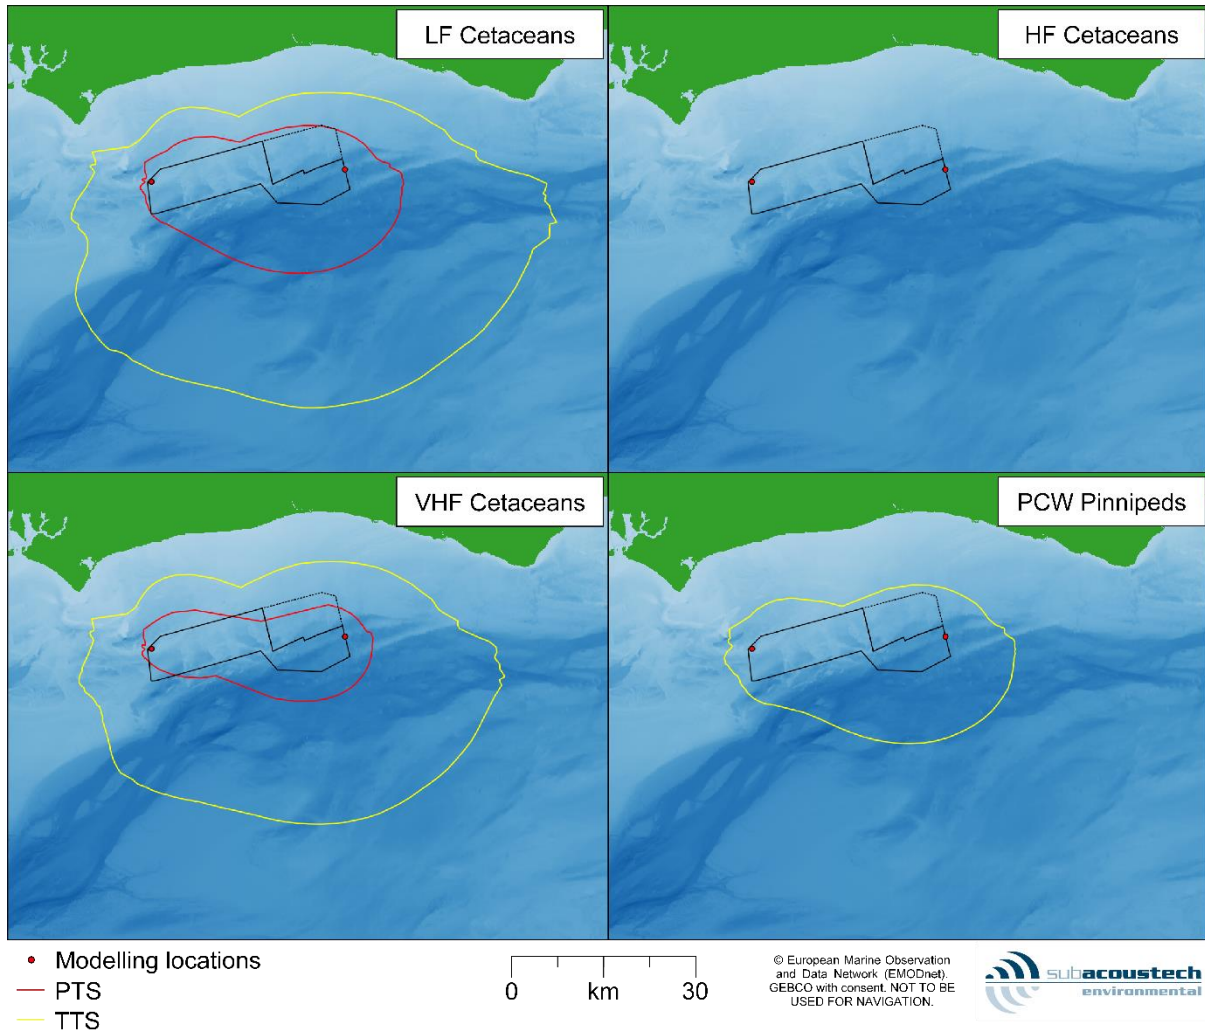 LF Cetaceans
HF Cetaceans
VHF Cetaceans
PCW Pinnipeds
Modelling locations
PTS
TTS
0 km 30
© European Marine Observation
and Data Network (EMODnet).
GEBCO with consent. NOT TO BE
USED FOR NAVIGATION.
subacoustech
environmental